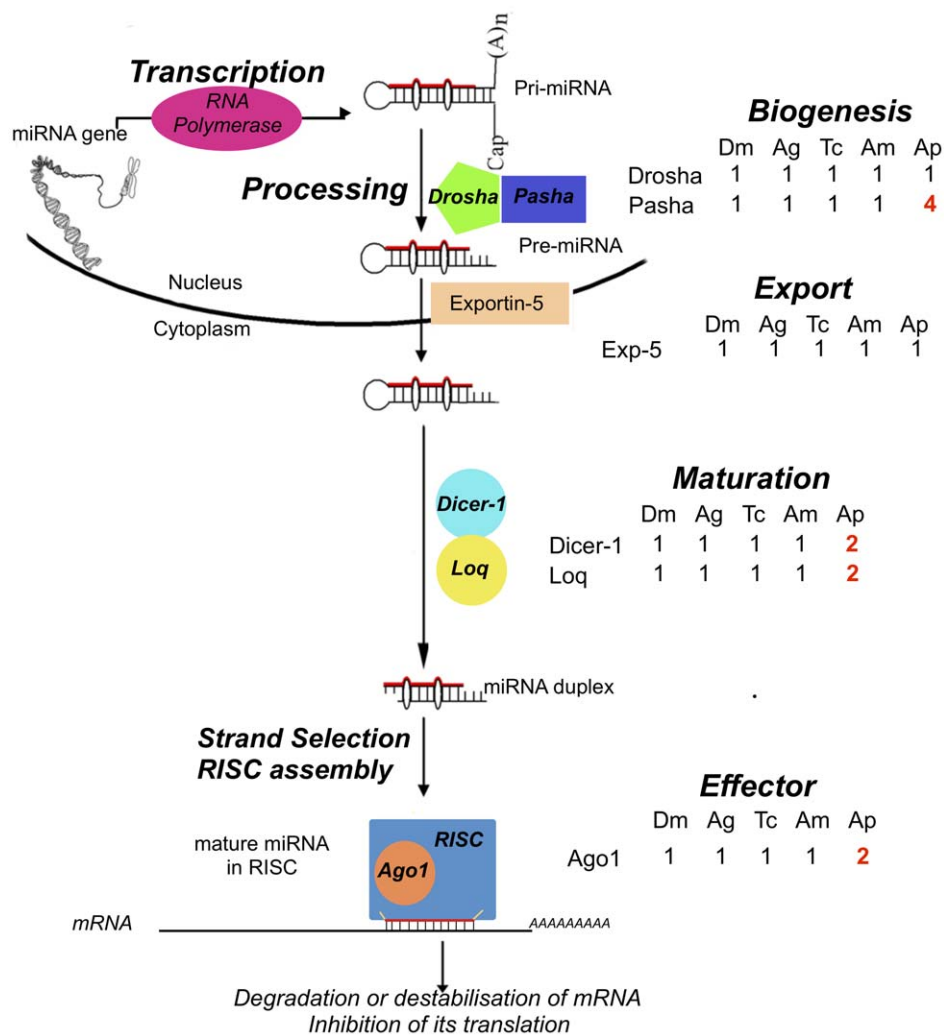 (A)n
Transcription
RNA
Polymerase
Pri-miRNA
miRNA gene
Cap
Biogenesis
Dm Ag Tc Am Ap
Drosha 1 1 1 1 1
Pasha 1 1 1 1 4
Processing
Drosha
Pasha
Pre-miRNA
Nucleus
Cytoplasm
Exportin-5
Export
Dm Ag Tc Am Ap
Exp-5 1 1 1 1 1
Dicer-1
Loq
Maturation
Dm Ag Tc Am Ap
Dicer-1 1 1 1 1 2
Loq 1 1 1 1 2
miRNA duplex
.
Strand Selection
RISC assembly
Effector
Dm Ag Tc Am Ap
Ago1 1 1 1 1 2
mature miRNA
in RISC
RISC
Ago1
mRNA
AAAAAAAAA
Degradation or destabilisation of mRNA
Inhibition of its translation